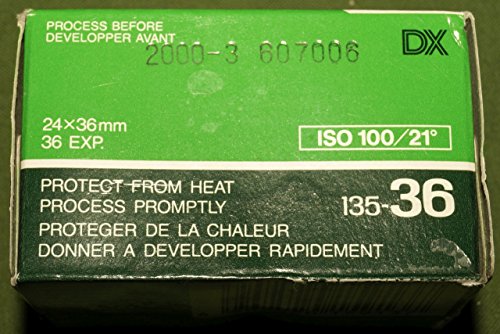 PROCESS BEFORE
DEVELOPPER AVANT
2000-3 607006
DX
24×36mm
36 EXP.
ISO 100/21°
PROTECT FROM HEAT
PROCESS PROMPTLY
135-36
PROTEGER DE LA CHALEUR
DONNER A DEVELOPPER RAPIDEMENT